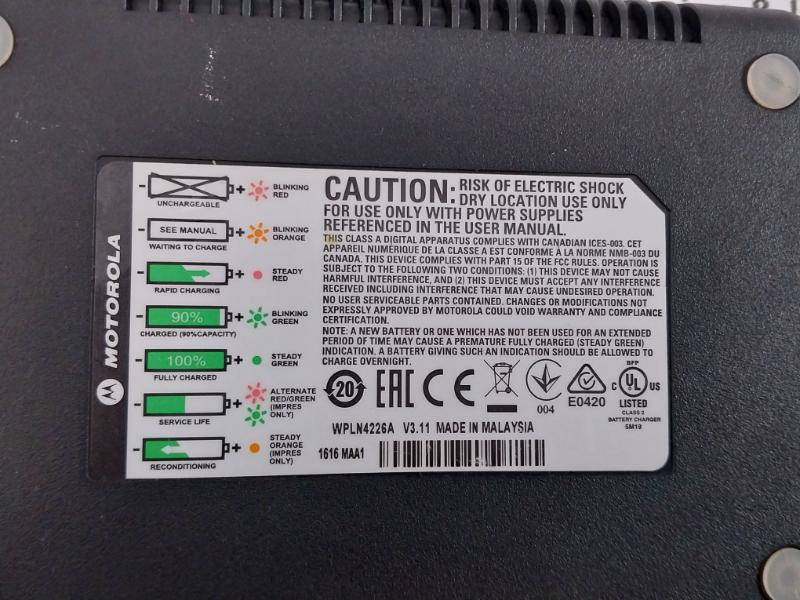 MOTOROLA
- + BLINKING
RED
UNCHARGEABLE
- SEE MANUAL + BLINKING
ORANGE
WAITING TO CHARGE
- + STEADY
RED
RAPID CHARGING
- 90% + BLINKING
GREEN
CHARGED (90%CAPACITY)
- 100% + STEADY
GREEN
FULLY CHARGED
- + ALTERNATE
RED/GREEN
(IMPRES
ONLY)
SERVICE LIFE
- + STEADY
ORANGE
(IMPRES
ONLY)
RECONDITIONING
CAUTION: RISK OF ELECTRIC SHOCK
DRY LOCATION USE ONLY
FOR USE ONLY WITH POWER SUPPLIES
REFERENCED IN THE USER MANUAL.
THIS CLASS A DIGITAL APPARATUS COMPLIES WITH CANADIAN ICES-003. CET
APPAREIL NUMÉRIQUE DE LA CLASSE A EST CONFORME À LA NORME NMB-003 DU
CANADA. THIS DEVICE COMPLIES WITH PART 15 OF THE FCC RULES. OPERATION IS
SUBJECT TO THE FOLLOWING TWO CONDITIONS: (1) THIS DEVICE MAY NOT CAUSE
HARMFUL INTERFERENCE, AND (2) THIS DEVICE MUST ACCEPT ANY INTERFERENCE
RECEIVED INCLUDING INTERFERENCE THAT MAY CAUSE UNDESIRED OPERATION.
NO USER SERVICEABLE PARTS CONTAINED. CHANGES OR MODIFICATIONS NOT
EXPRESSLY APPROVED BY MOTOROLA COULD VOID WARRANTY AND COMPLIANCE
CERTIFICATION.
NOTE: A NEW BATTERY OR ONE WHICH HAS NOT BEEN USED FOR AN EXTENDED
PERIOD OF TIME MAY CAUSE A PREMATURE FULLY CHARGED (STEADY GREEN)
INDICATION. A BATTERY GIVING SUCH AN INDICATION SHOULD BE ALLOWED TO
CHARGE OVERNIGHT.
20 EAC CE 004 E0420
BFP
C UL US
LISTED
CLASS 2
BATTERY CHARGER
5M19
WPLN4226A V3.11 MADE IN MALAYSIA
1616 MAA1